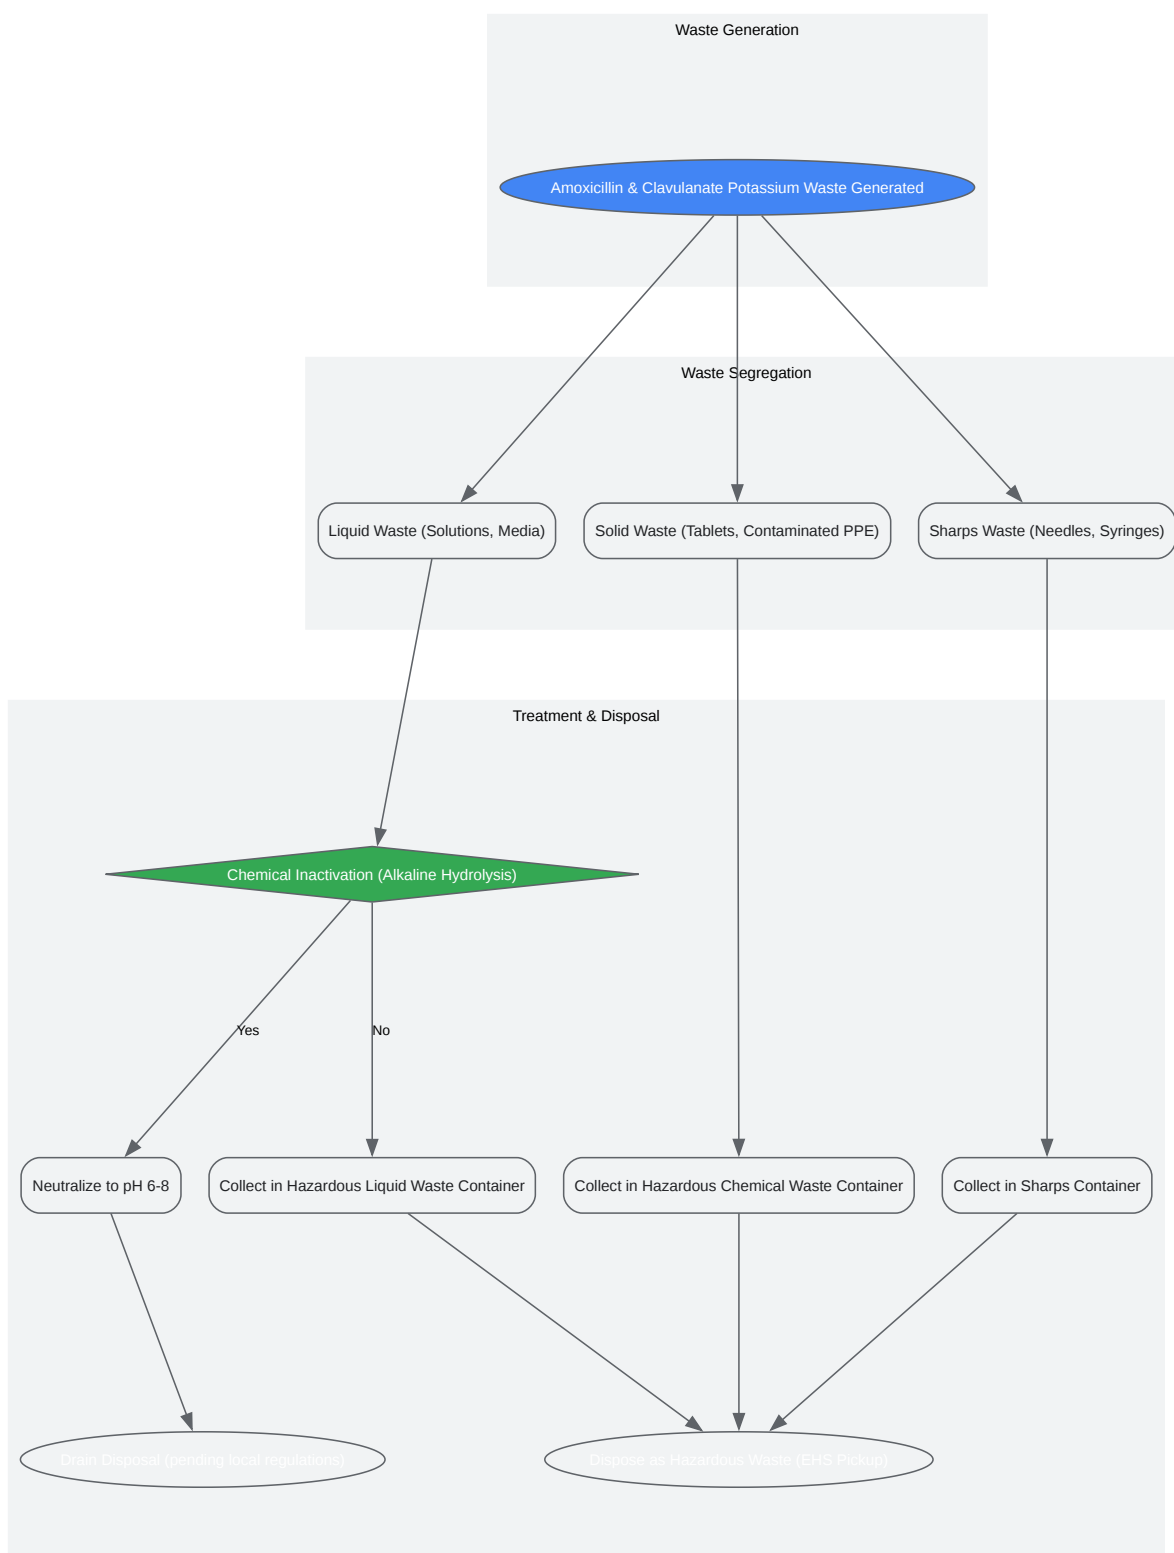 Waste Generation
Amoxicillin & Clavulanate Potassium Waste Generated
Waste Segregation
Liquid Waste (Solutions, Media)
Solid Waste (Tablets, Contaminated PPE)
Sharps Waste (Needles, Syringes)
Treatment & Disposal
Chemical Inactivation (Alkaline Hydrolysis)
Yes
No
Neutralize to pH 6-8
Collect in Hazardous Liquid Waste Container
Collect in Hazardous Chemical Waste Container
Collect in Sharps Container
Drain Disposal (pending local regulations)
Dispose as Hazardous Waste (EHS Pickup)